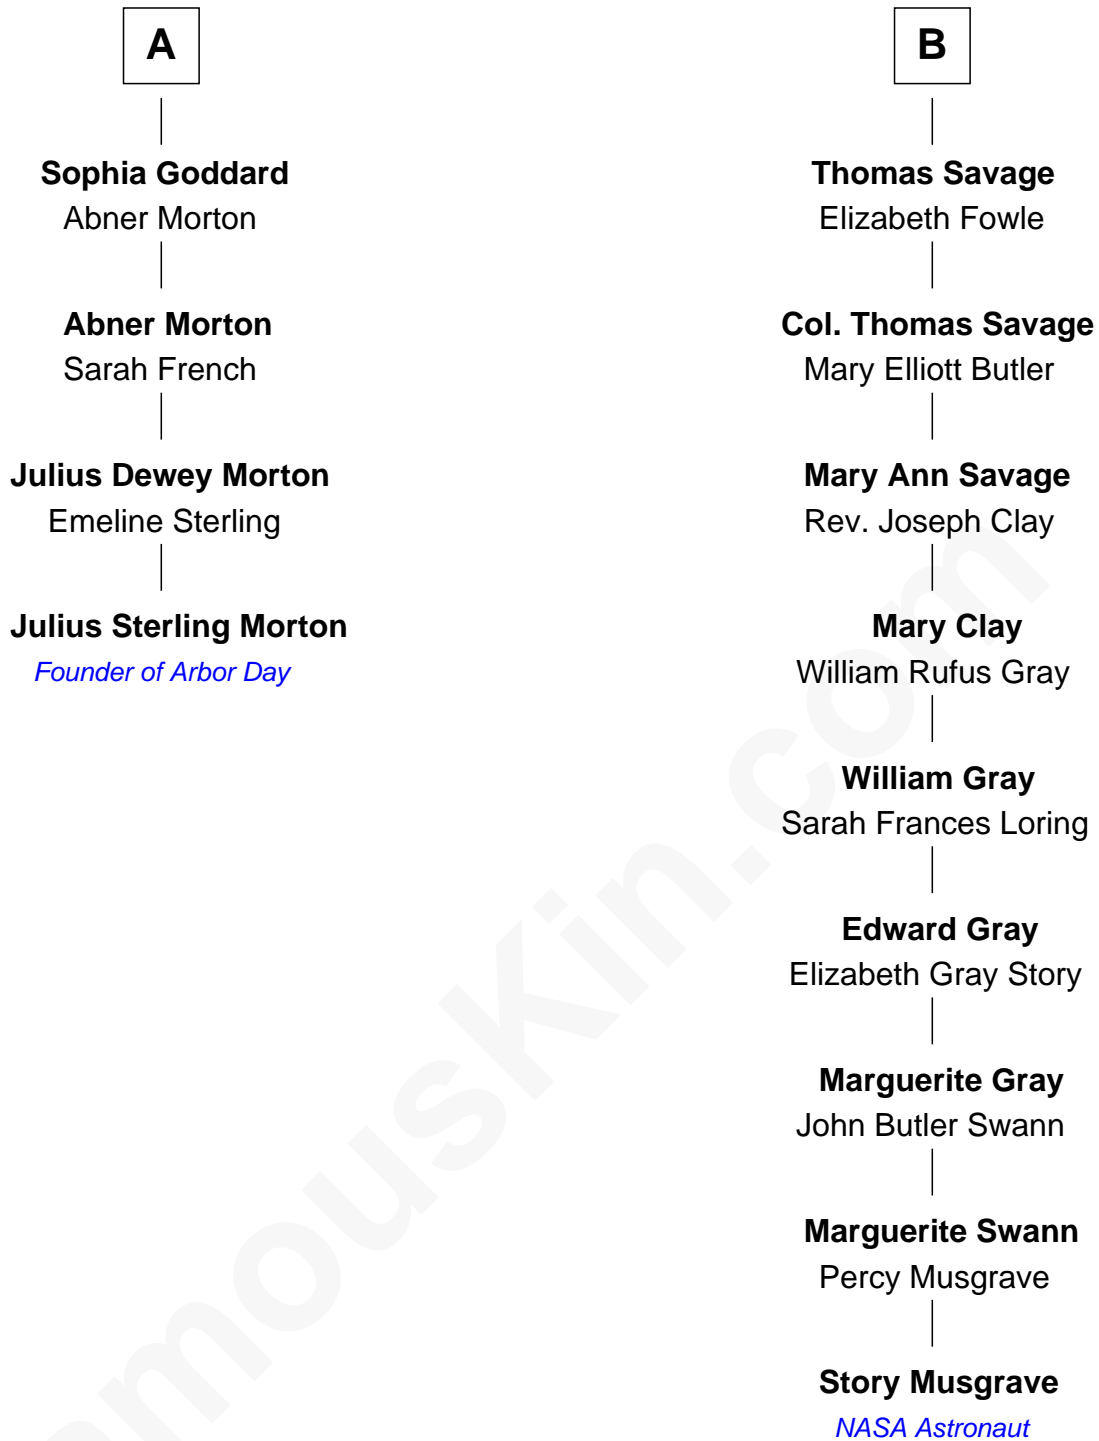 A
Sophia Goddard
Abner Morton
Abner Morton
Sarah French
Julius Dewey Morton
Emeline Sterling
Julius Sterling Morton
Founder of Arbor Day
B
Thomas Savage
Elizabeth Fowle
Col. Thomas Savage
Mary Elliott Butler
Mary Ann Savage
Rev. Joseph Clay
Mary Clay
William Rufus Gray
William Gray
Sarah Frances Loring
Edward Gray
Elizabeth Gray Story
Marguerite Gray
John Butler Swann
Marguerite Swann
Percy Musgrave
Story Musgrave
NASA Astronaut
amouskin.com